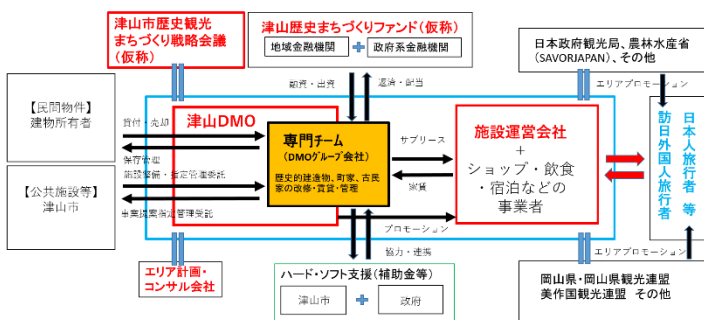 津山市歴史観光
まちづくり戦略会議
(仮称)
津山歴史まちづくりファンド(仮称)
地域金融機関
+
政府系金融機関
日本政府観光局、農林水産省
(SAVORJAPAN)、その他
融資・出資
返済・配当
エリアプロモーション
【民間物件】
建物所有者
貸付・売却
保存管理
津山DMO
専門チーム
(DMOグループ会社)
歴史的建造物、町家、古民
家の改修・賃貸・管理
サブリース
家賃
施設運営会社
+
ショップ・飲食
・宿泊などの
事業者
日本人旅行者 等
訪日外国人旅行者
【公共施設等】
津山市
施設整備・指定管理委託
事業提案指定管理受託
プロモーション
協力・連携
エリアプロモーション
エリア計画・
コンサル会社
ハード・ソフト支援(補助金等)
津山市
+
政府
岡山県・岡山県観光連盟
美作国観光連盟 その他